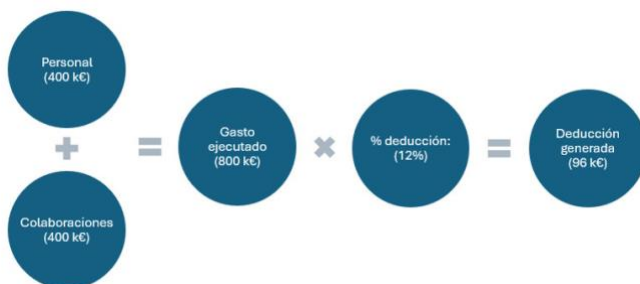 Personal
(400 k€)
+
Colaboraciones
(400 k€)
=
Gasto
ejecutado
(800 k€)
×
% deducción:
(12%)
=
Deducción
generada
(96 k€)